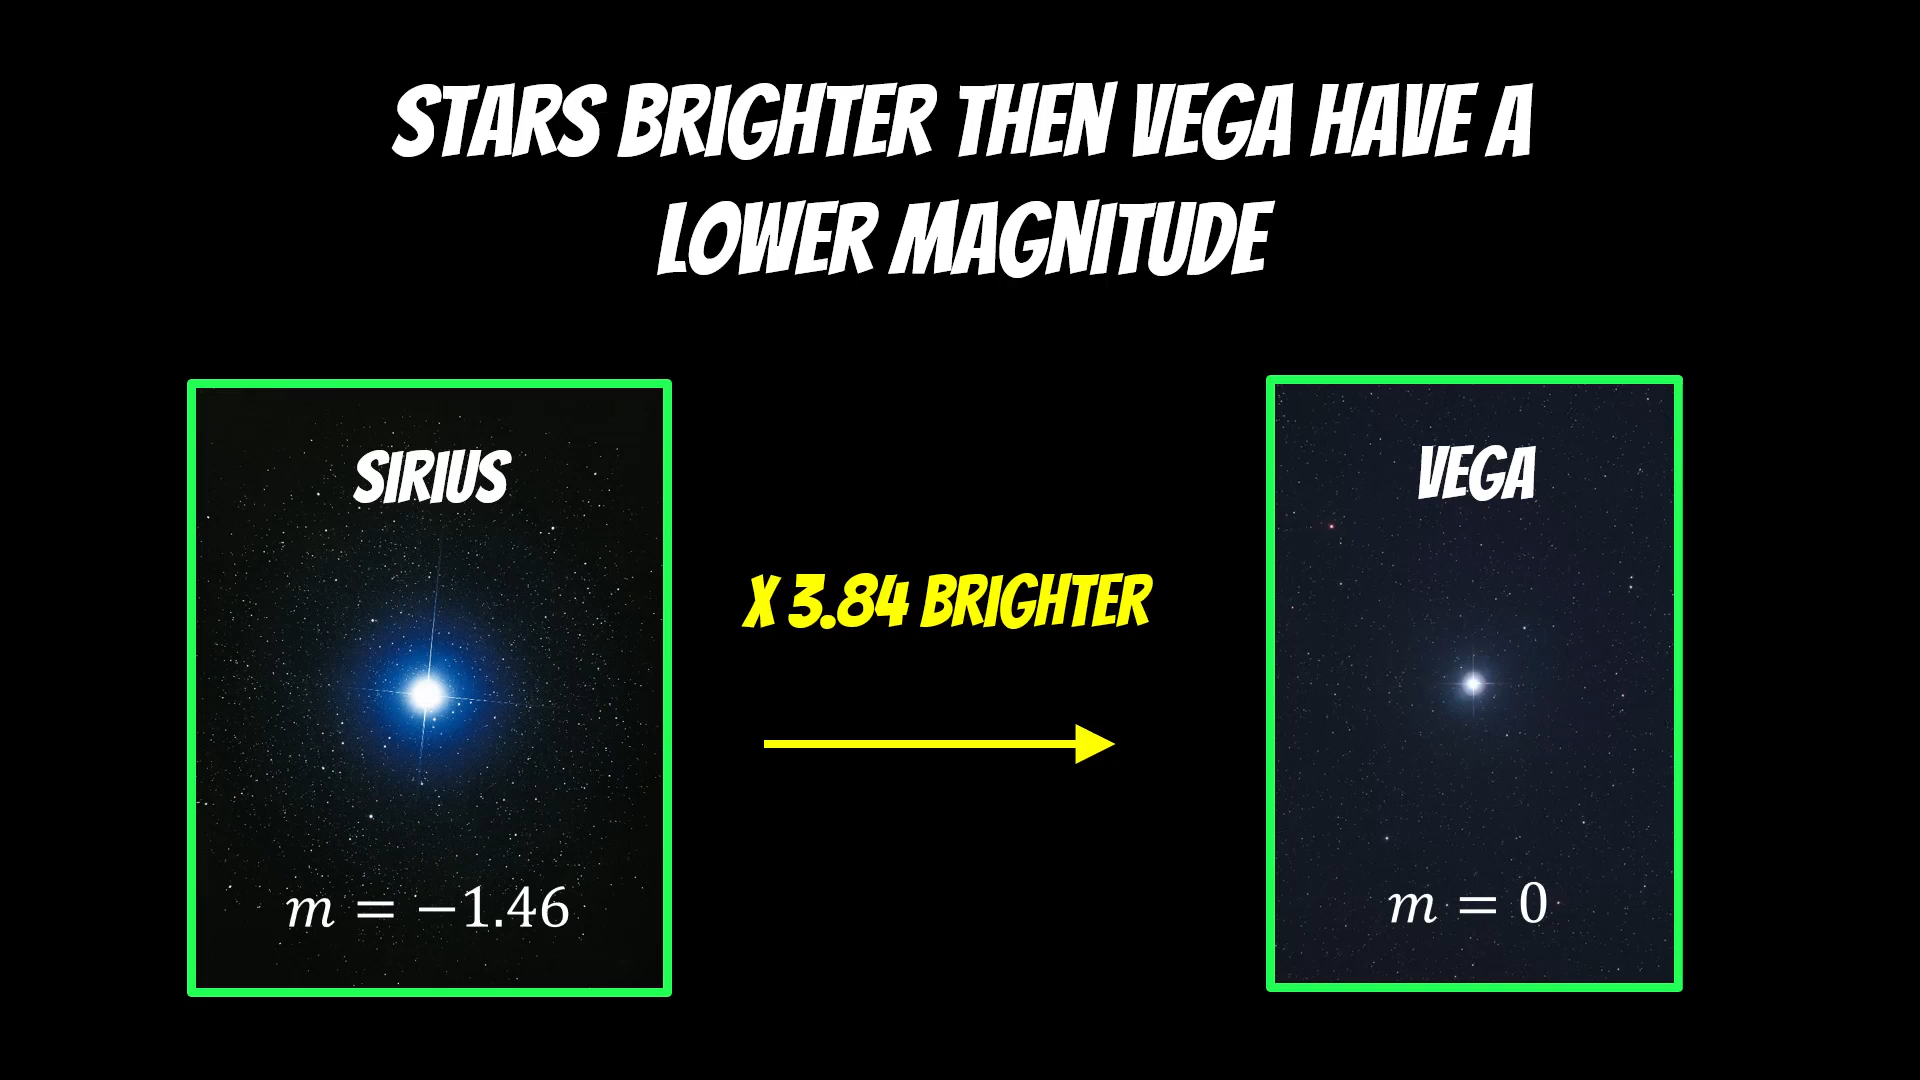 STARS BRIGHTER THEN VEGA HAVE A
LOWER MAGNITUDE
SIRIUS
VEGA
X 3.84 BRIGHTER
m = −1.46
m = 0